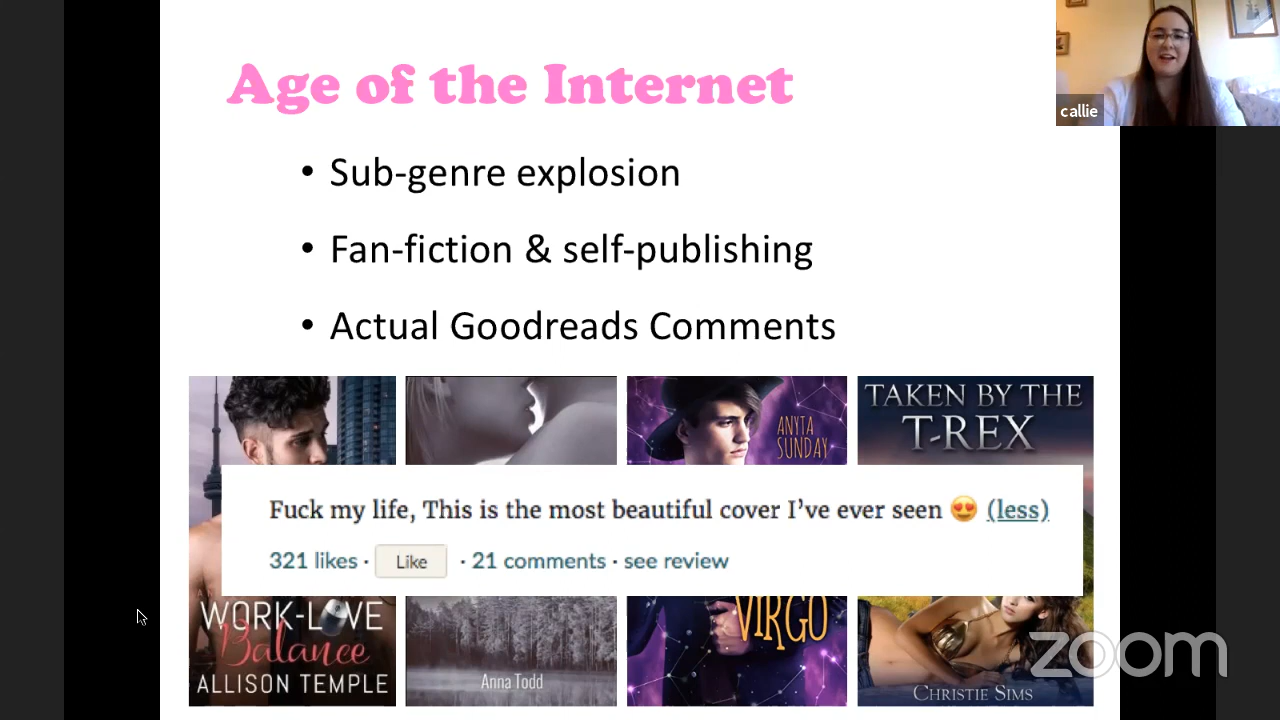 Age of the Internet
callie
• Sub-genre explosion
• Fan-fiction & self-publishing
• Actual Goodreads Comments
ANYTA
SUNDAY
TAKEN BY THE
T-REX
Fuck my life, This is the most beautiful cover I've ever seen 😍 (less)
321 likes · Like · 21 comments · see review
WORK-LOVE
Balance
ALLISON TEMPLE
Anna Todd
VIRGO
CHRISTIE SIMS
zoom